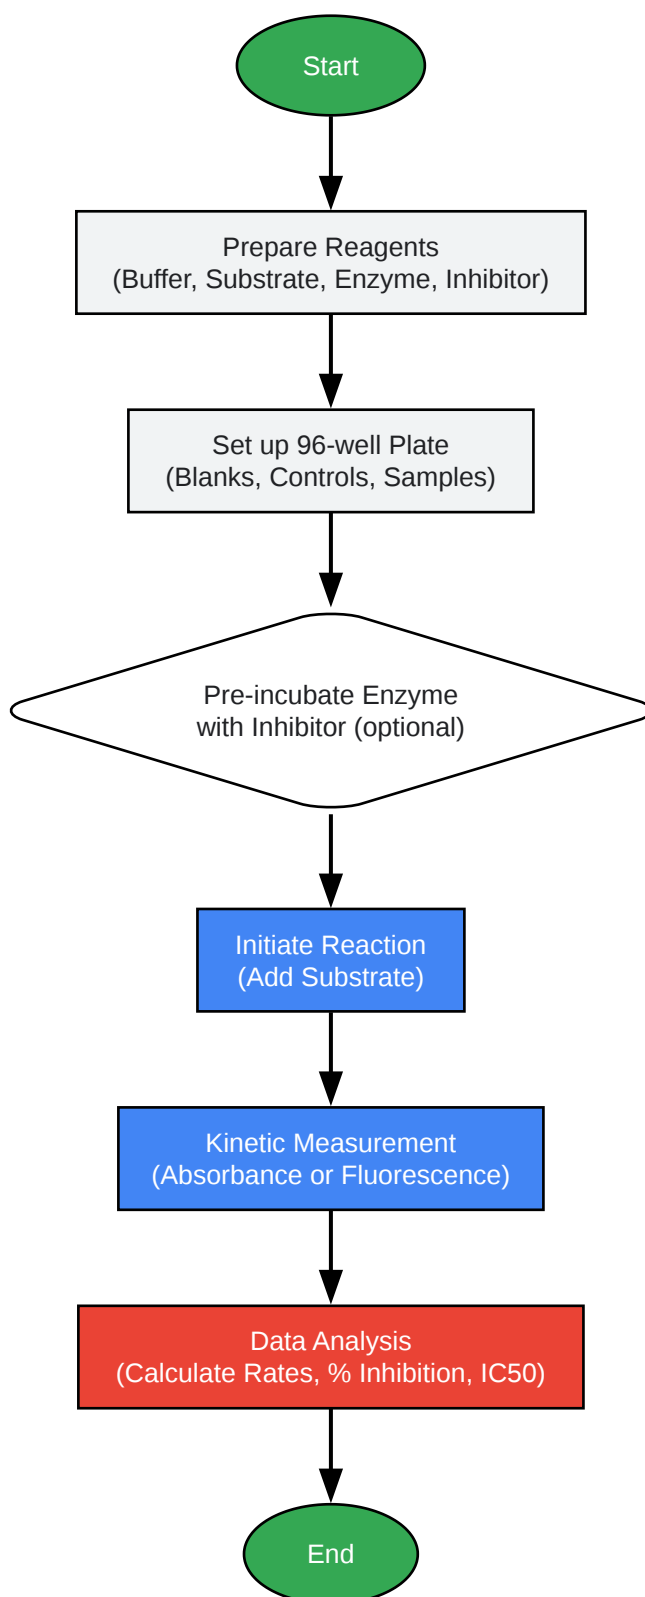 Start
Prepare Reagents
(Buffer, Substrate, Enzyme, Inhibitor)
Set up 96-well Plate
(Blanks, Controls, Samples)
Pre-incubate Enzyme
with Inhibitor (optional)
Initiate Reaction
(Add Substrate)
Kinetic Measurement
(Absorbance or Fluorescence)
Data Analysis
(Calculate Rates, % Inhibition, IC50)
End